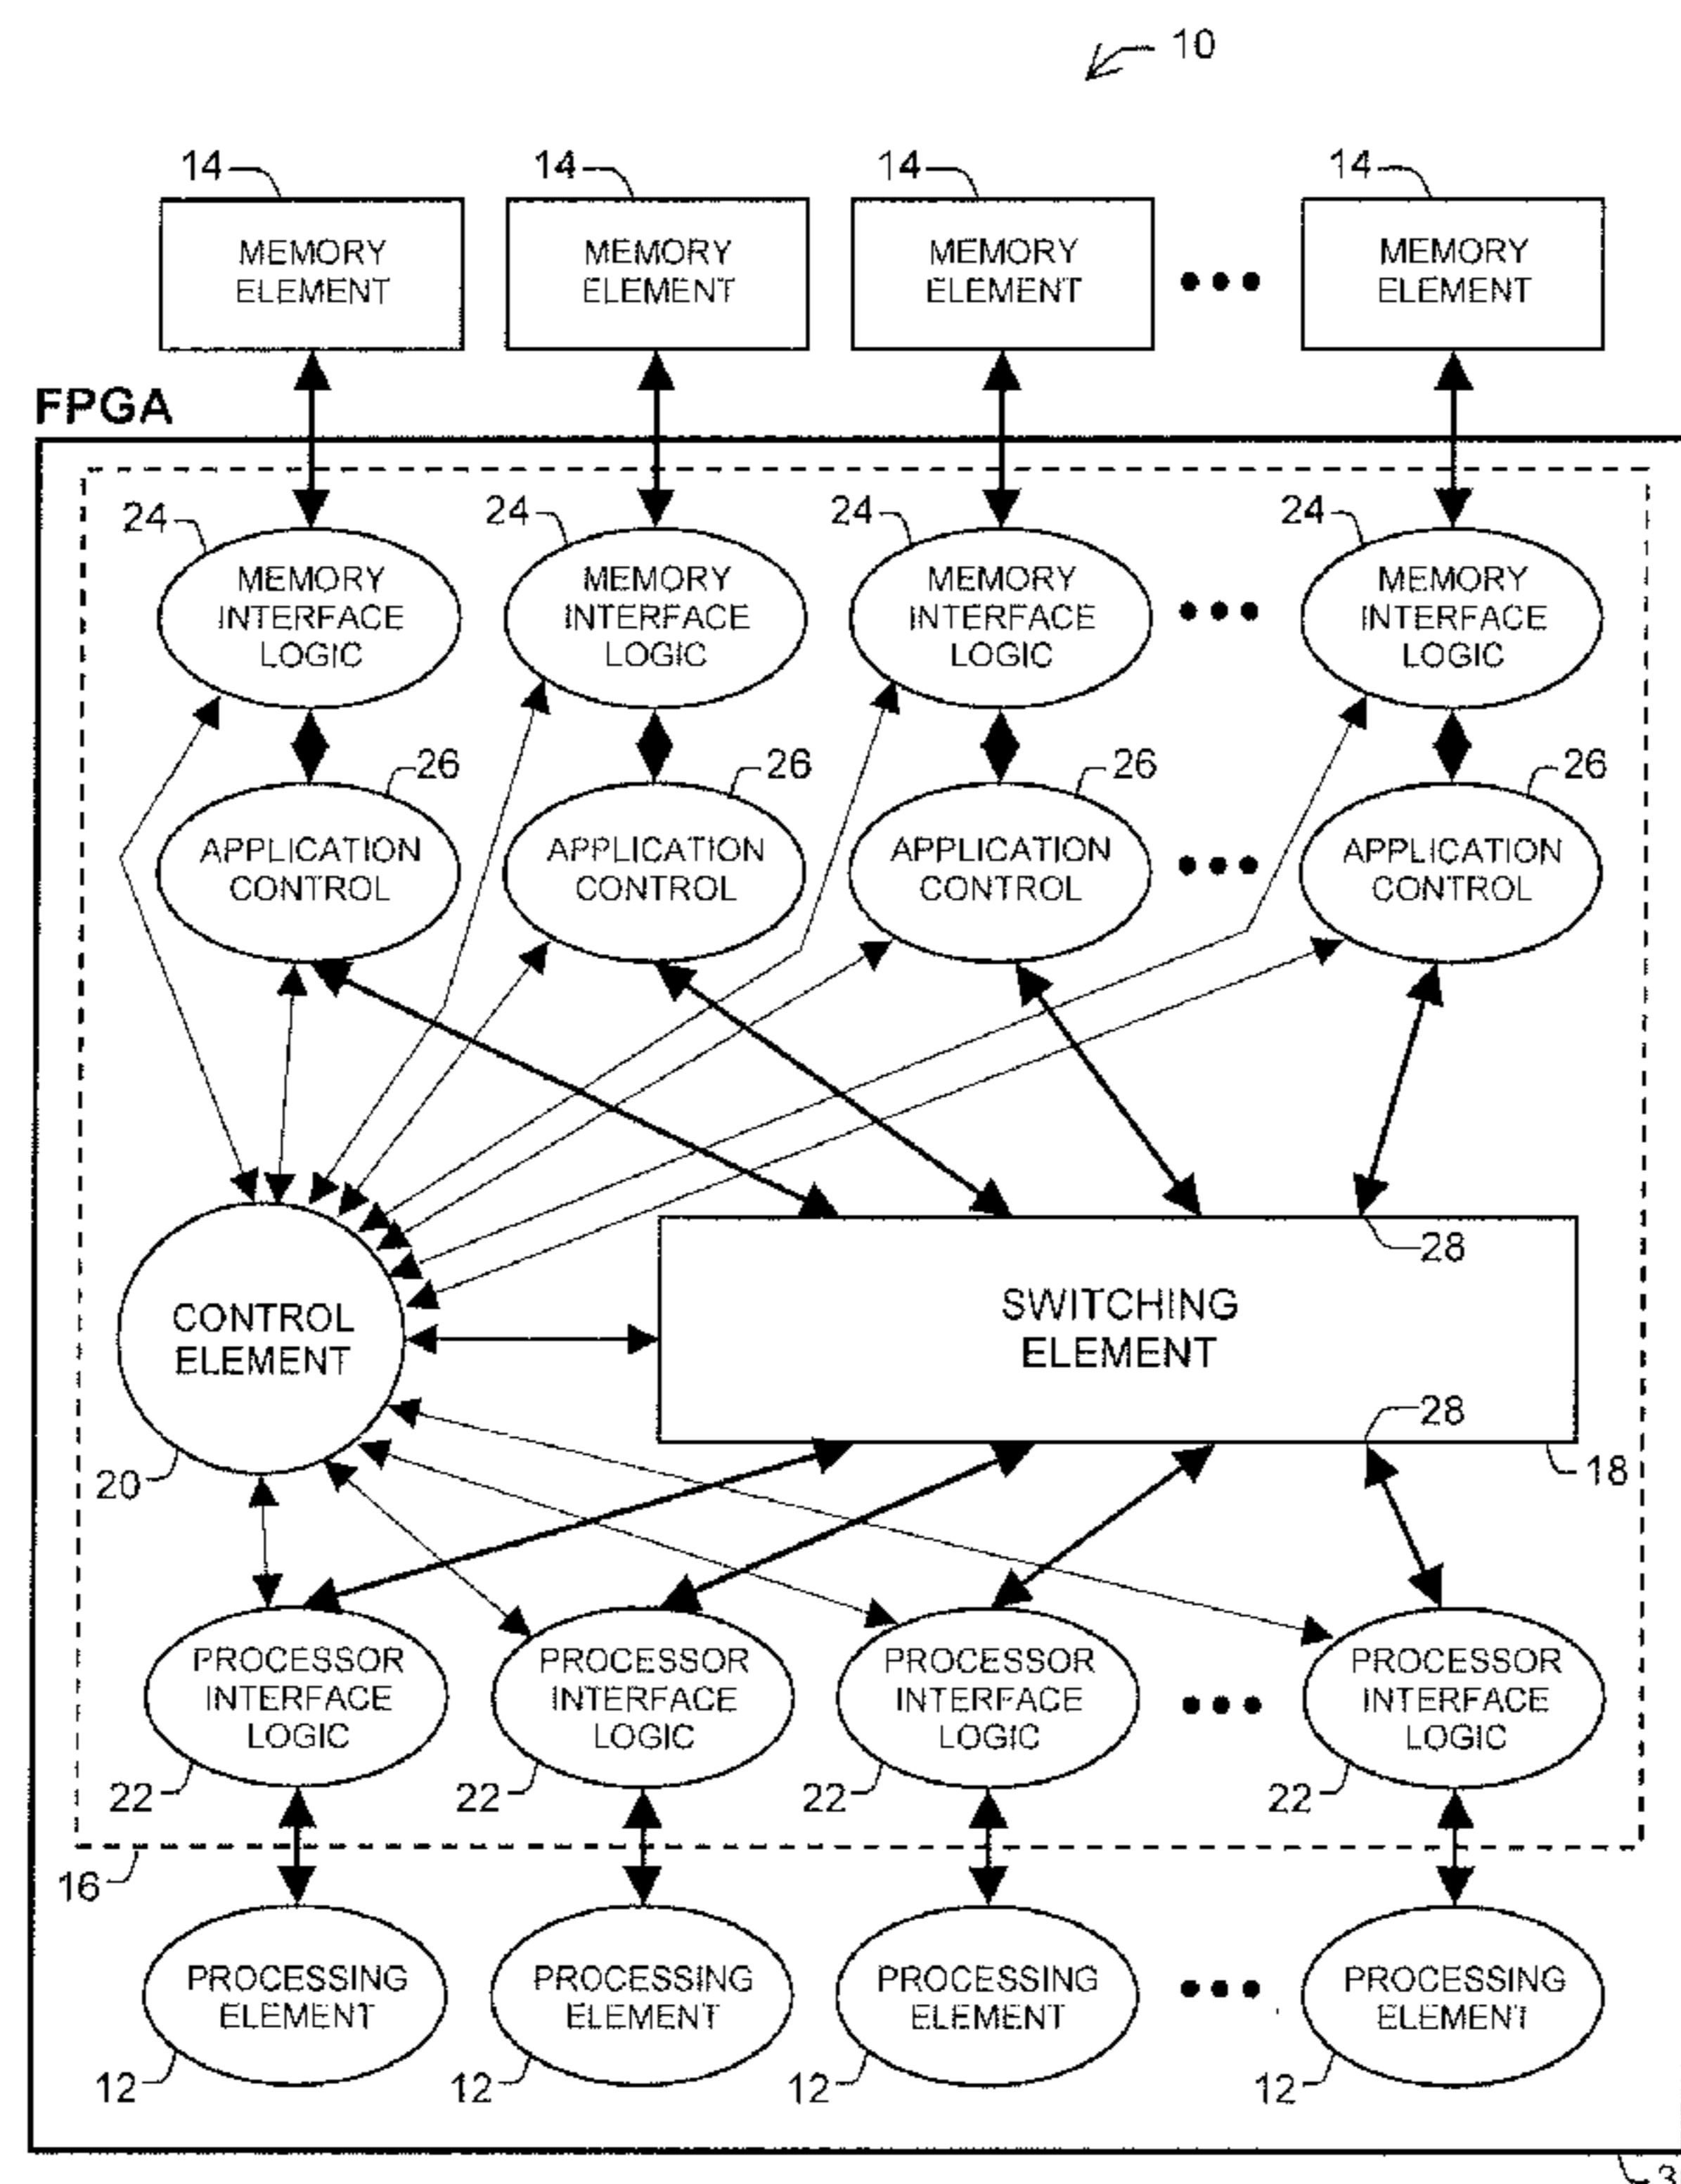 10
14 14 14 14
MEMORY ELEMENT
MEMORY ELEMENT
MEMORY ELEMENT
MEMORY ELEMENT
FPGA
24 24 24 24
MEMORY INTERFACE LOGIC
MEMORY INTERFACE LOGIC
MEMORY INTERFACE LOGIC
MEMORY INTERFACE LOGIC
26 26 26 26
APPLICATION CONTROL
APPLICATION CONTROL
APPLICATION CONTROL
APPLICATION CONTROL
28
CONTROL ELEMENT
SWITCHING ELEMENT
28
20
18
PROCESSOR INTERFACE LOGIC
PROCESSOR INTERFACE LOGIC
PROCESSOR INTERFACE LOGIC
PROCESSOR INTERFACE LOGIC
22 22 22 22
16
PROCESSING ELEMENT
PROCESSING ELEMENT
PROCESSING ELEMENT
PROCESSING ELEMENT
12 12 12 12